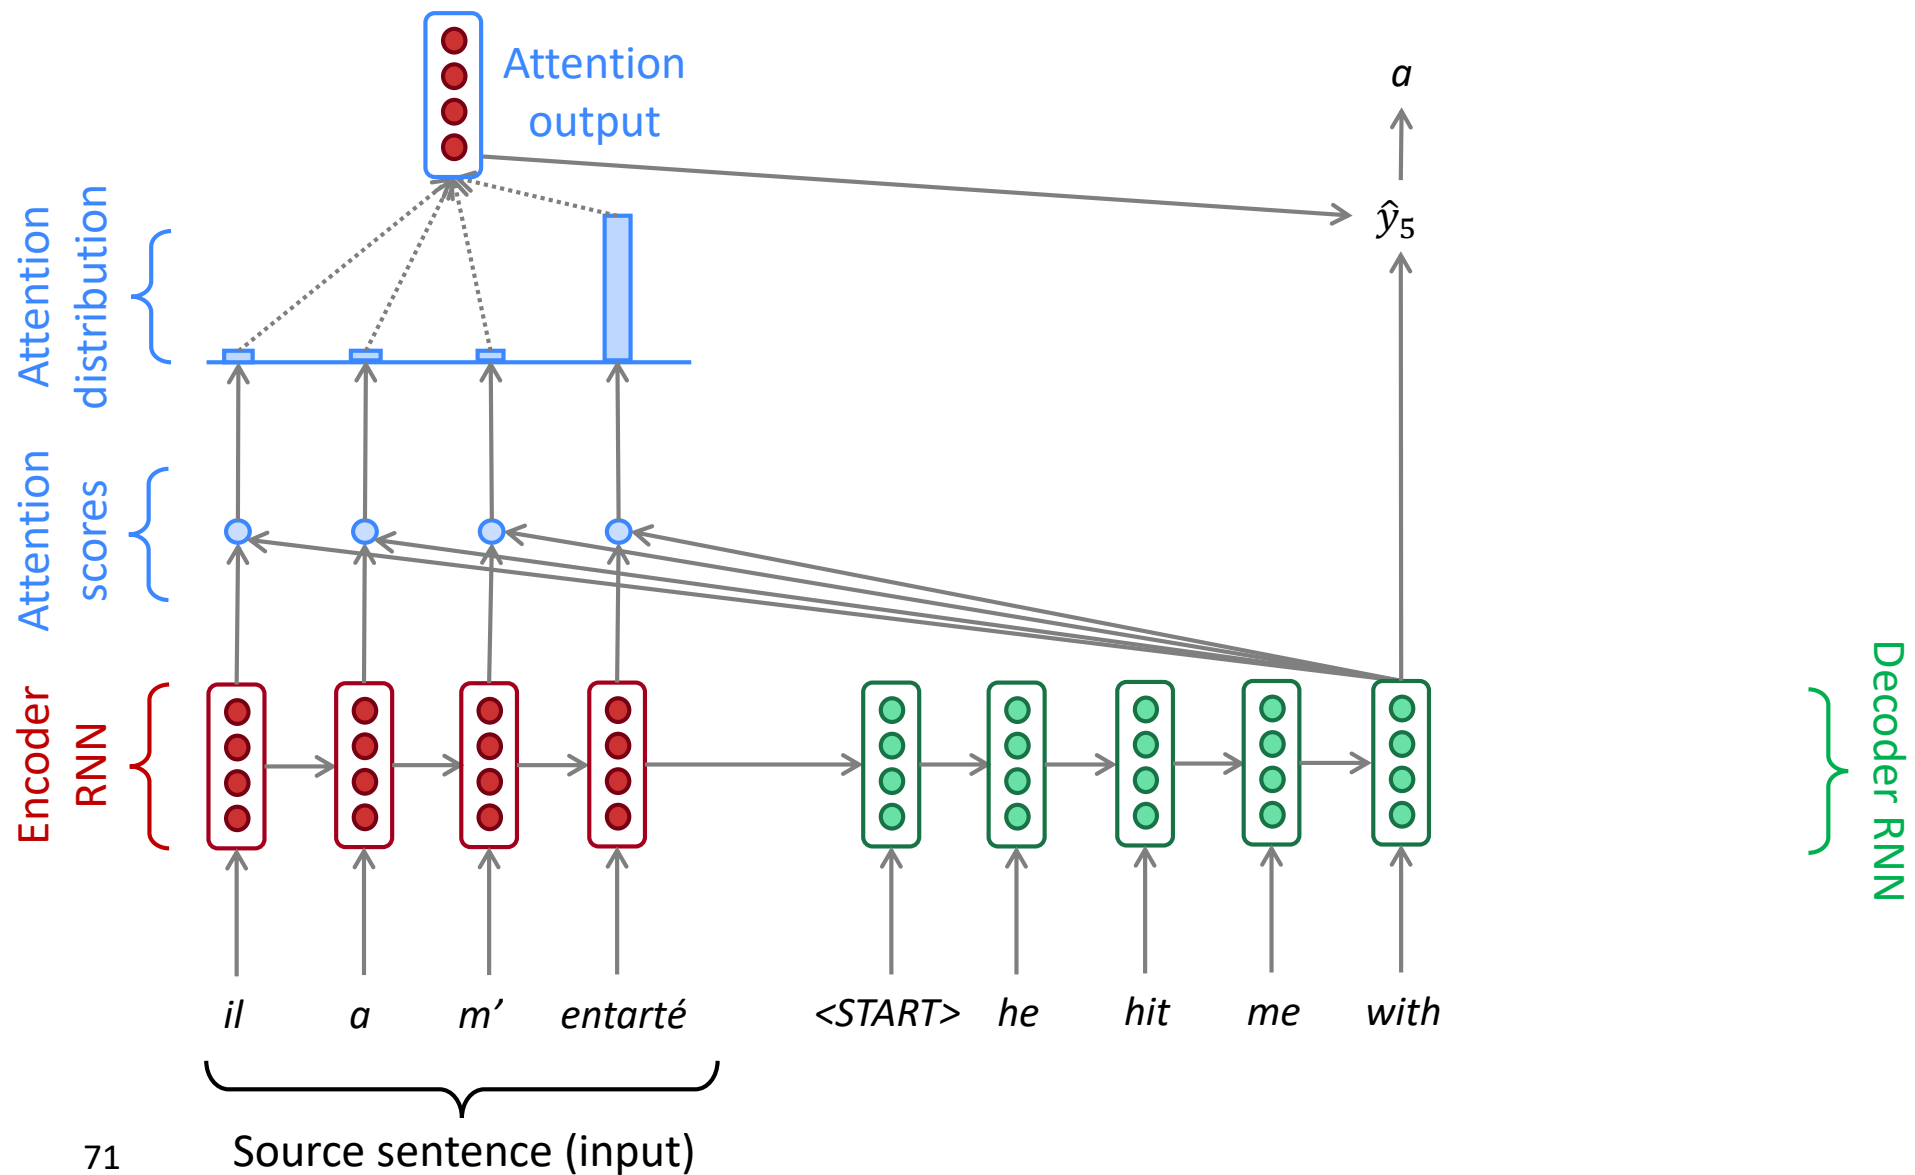 Attention
output
a
ŷ₅
Attention
distribution
Attention
scores
Encoder
RNN
Decoder RNN
il a m’ entarté <START> he hit me with
Source sentence (input)
71